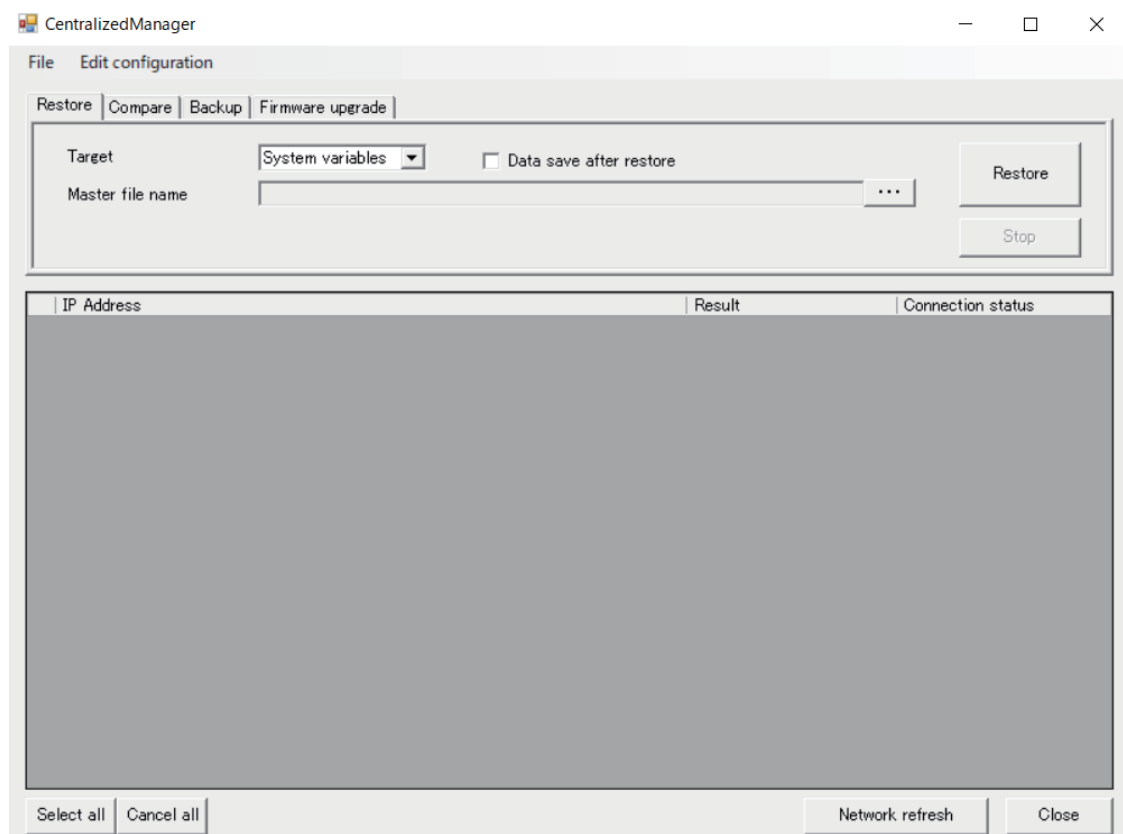 CentralizedManager
File Edit configuration
Restore Compare Backup Firmware upgrade
Target System variables Data save after restore Restore
Master file name ...
Stop
IP Address Result Connection status
Select all Cancel all Network refresh Close